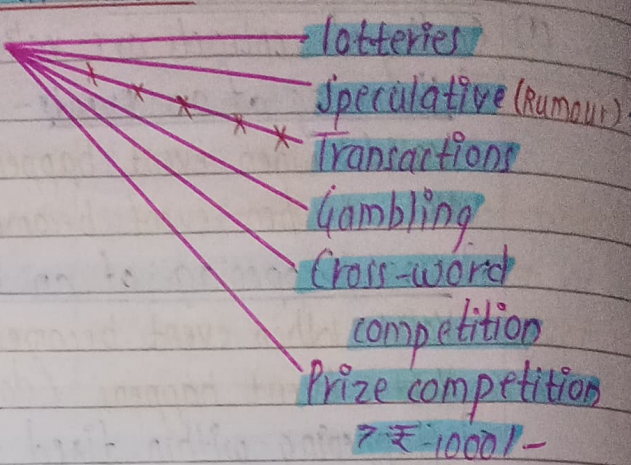 lotteries
Speculative (Rumour)
Transactions
Gambling
Cross-word
competition
Prize competition
> ₹ 1000/-